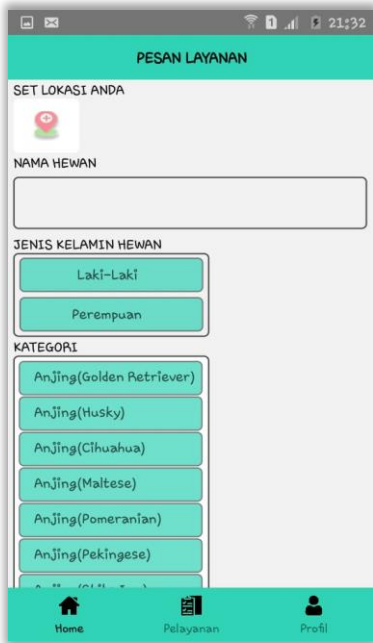 1 21:32
PESAN LAYANAN
SET LOKASI ANDA
NAMA HEWAN
JENIS KELAMIN HEWAN
Laki-Laki
Perempuan
KATEGORI
Anjing(Golden Retriever)
Anjing(Husky)
Anjing(Cihuahua)
Anjing(Maltese)
Anjing(Pomeranian)
Anjing(Pekingese)
Home Pelayanan Profil